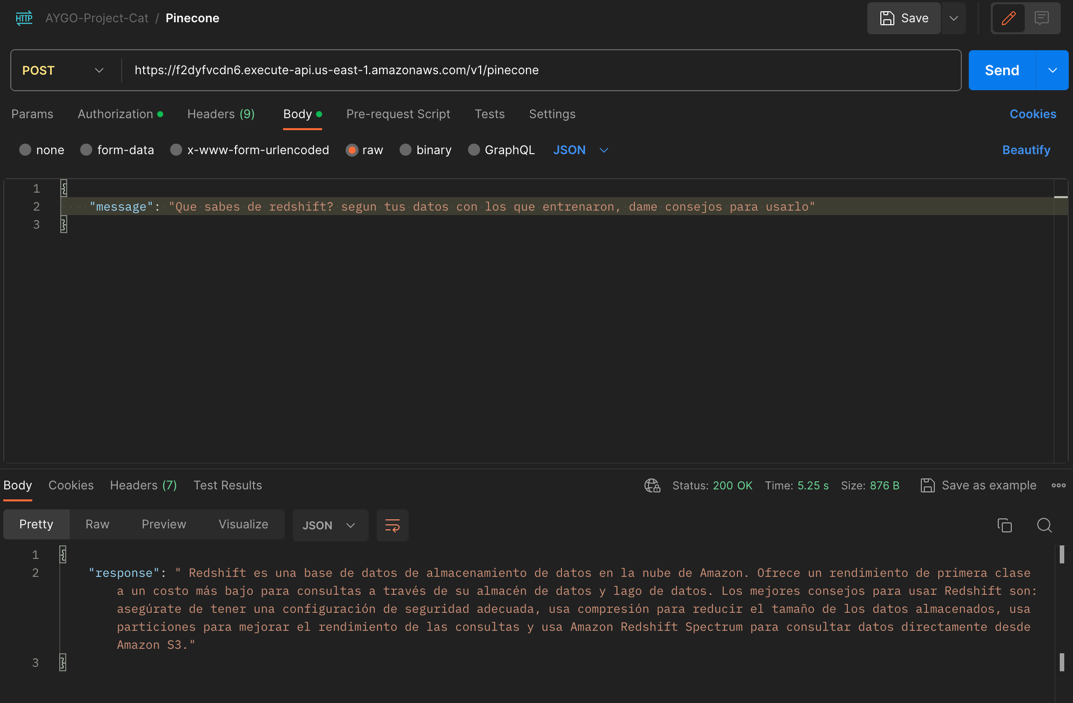 HTTP AYGO-Project-Cat / Pinecone Save
POST https://f2dyfvcdn6.execute-api.us-east-1.amazonaws.com/v1/pinecone Send
Params Authorization Headers (9) Body Pre-request Script Tests Settings Cookies
none form-data x-www-form-urlencoded raw binary GraphQL JSON Beautify
1 {
2 "message": "Que sabes de redshift? segun tus datos con los que entrenaron, dame consejos para usarlo"
3 }
Body Cookies Headers (7) Test Results Status: 200 OK Time: 5.25 s Size: 876 B Save as example
Pretty Raw Preview Visualize JSON
1 {
2 "response": " Redshift es una base de datos de almacenamiento de datos en la nube de Amazon. Ofrece un rendimiento de primera clase
a un costo más bajo para consultas a través de su almacén de datos y lago de datos. Los mejores consejos para usar Redshift son:
asegúrate de tener una configuración de seguridad adecuada, usa compresión para reducir el tamaño de los datos almacenados, usa
particiones para mejorar el rendimiento de las consultas y usa Amazon Redshift Spectrum para consultar datos directamente desde
Amazon S3."
3 }